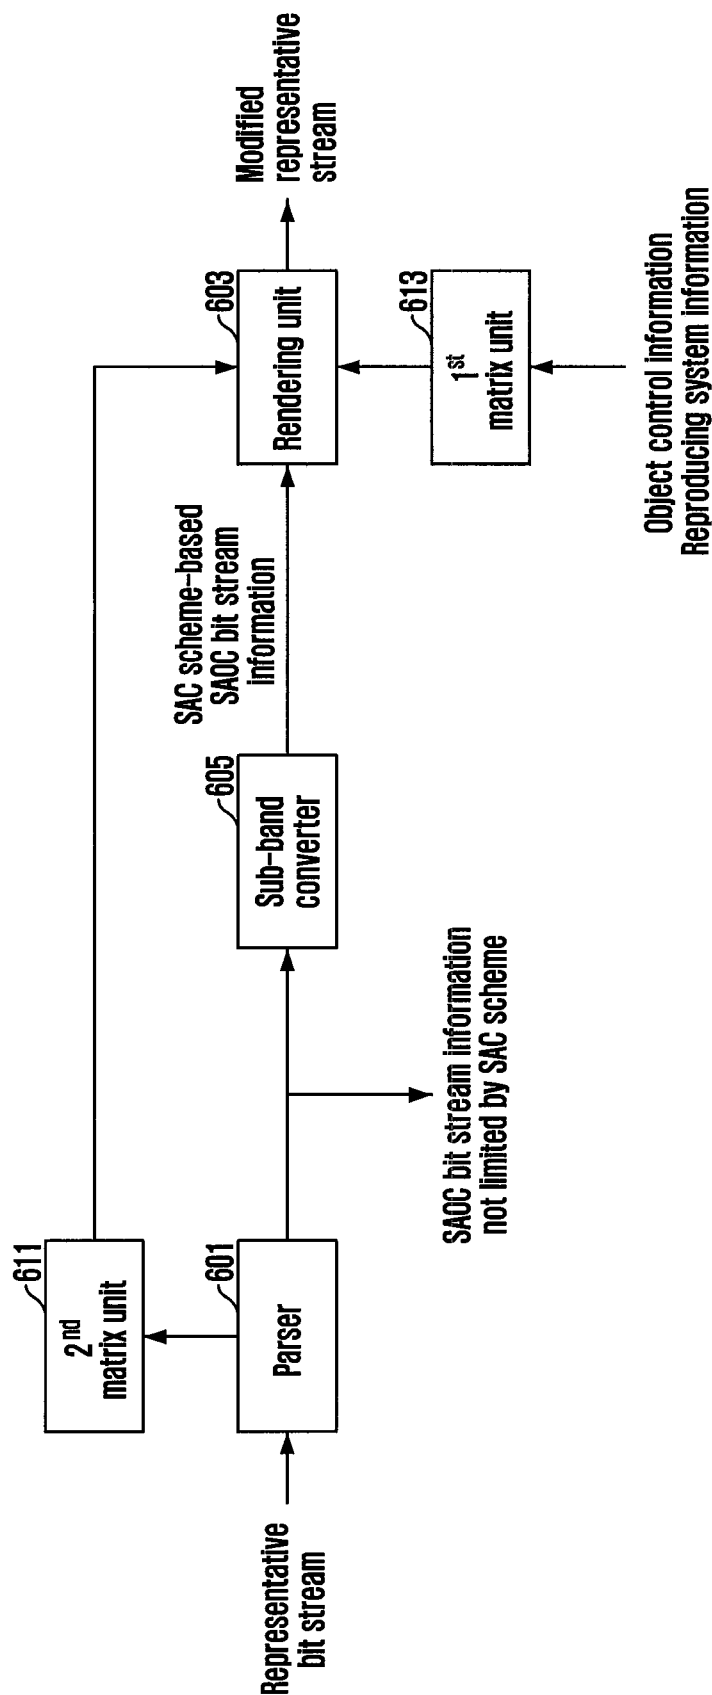 Representative
bit stream
2nd
matrix unit
611
Parser
601
SAOC bit stream information
not limited by SAC scheme
Sub-band
converter
605
SAC scheme-based
SAOC bit stream
information
Rendering unit
603
1st
matrix unit
613
Object control information
Reproducing system information
Modified
representative
stream